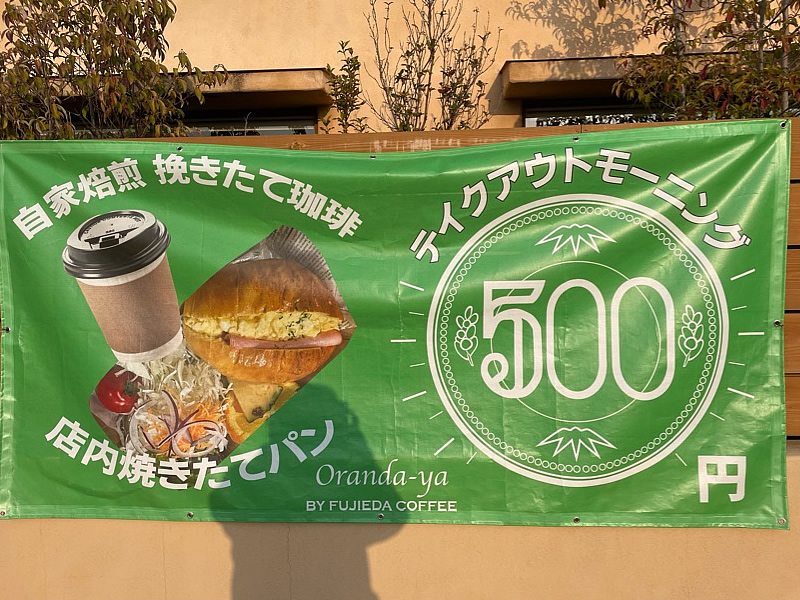 自家焙煎 挽きたて珈琲
店内焼きたてパン
Oranda-ya
BY FUJIEDA COFFEE
テイクアウトモーニング
500
円